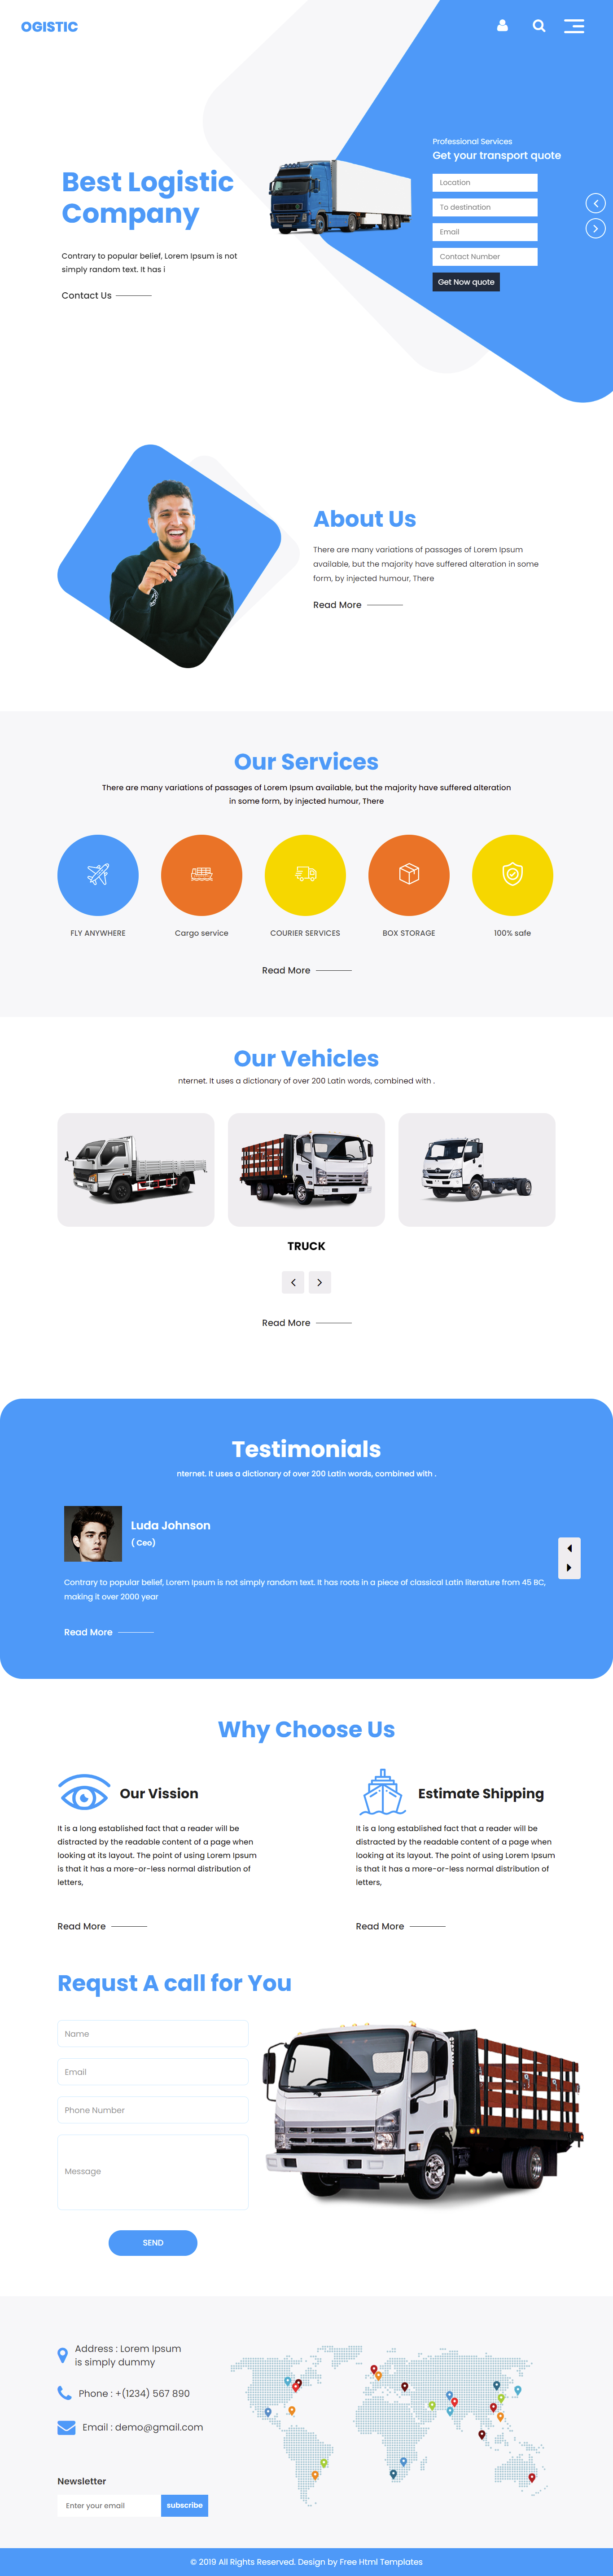 OGISTIC
Best Logistic
Company
Contrary to popular belief, Lorem Ipsum is not
simply random text. It has i
Contact Us
Professional Services
Get your transport quote
Location
To destination
Email
Contact Number
Get Now quote
About Us
There are many variations of passages of Lorem Ipsum
available, but the majority have suffered alteration in some
form, by injected humour, There
Read More
Our Services
There are many variations of passages of Lorem Ipsum available, but the majority have suffered alteration
in some form, by injected humour, There
FLY ANYWHERE
Cargo service
COURIER SERVICES
BOX STORAGE
100% safe
Read More
Our Vehicles
nternet. It uses a dictionary of over 200 Latin words, combined with .
TRUCK
Read More
Testimonials
nternet. It uses a dictionary of over 200 Latin words, combined with .
Luda Johnson
( Ceo)
Contrary to popular belief, Lorem Ipsum is not simply random text. It has roots in a piece of classical Latin literature from 45 BC,
making it over 2000 year
Read More
Why Choose Us
Our Vission
It is a long established fact that a reader will be
distracted by the readable content of a page when
looking at its layout. The point of using Lorem Ipsum
is that it has a more-or-less normal distribution of
letters,
Read More
Estimate Shipping
It is a long established fact that a reader will be
distracted by the readable content of a page when
looking at its layout. The point of using Lorem Ipsum
is that it has a more-or-less normal distribution of
letters,
Read More
Requst A call for You
Name
Email
Phone Number
Message
SEND
Address : Lorem Ipsum
is simply dummy
Phone : +(1234) 567 890
Email : demo@gmail.com
Newsletter
Enter your email
subscribe
© 2019 All Rights Reserved. Design by Free Html Templates